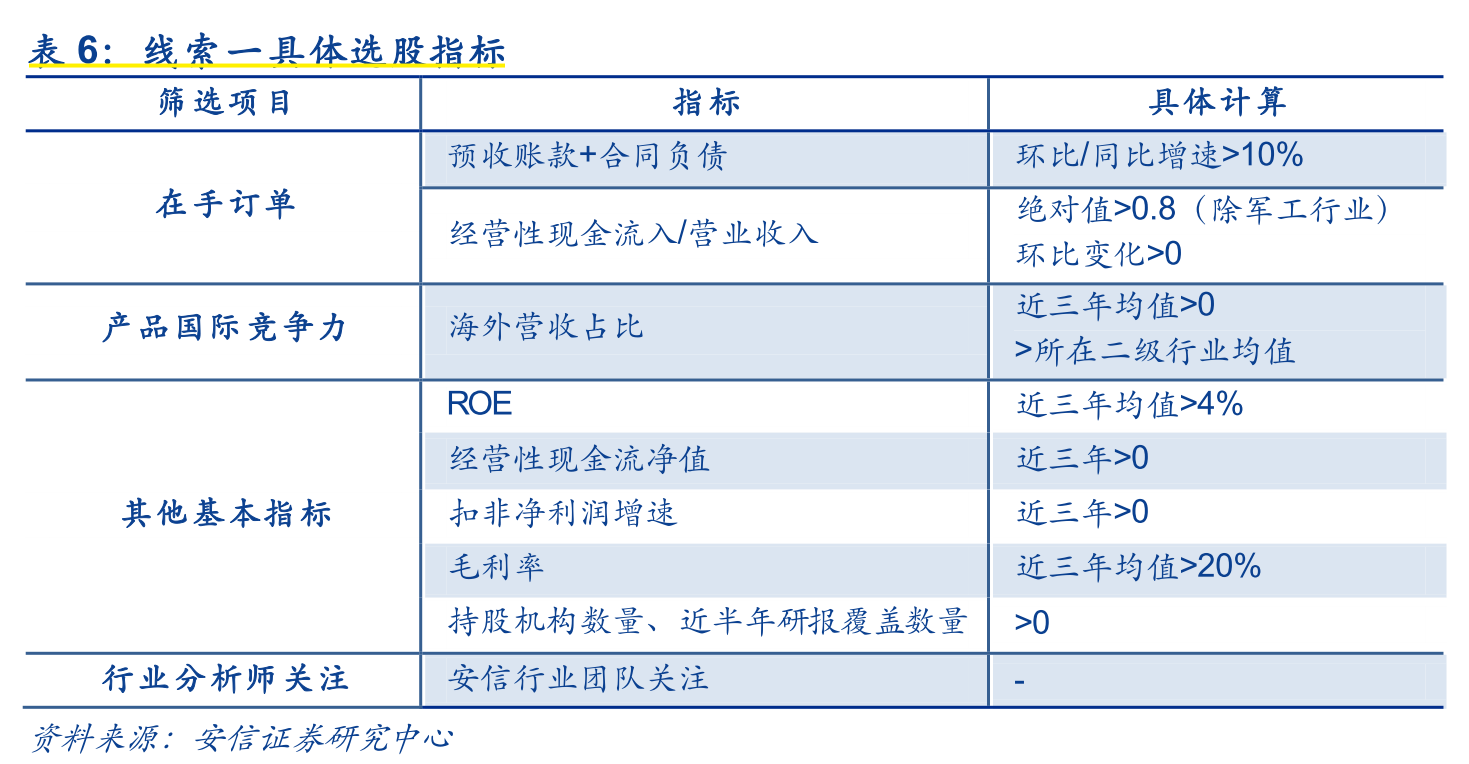 表 6：线索一具体选股指标
筛选项目 指标 具体计算
在手订单
预收账款+合同负债 环比/同比增速>10%
经营性现金流入/营业收入
绝对值>0.8（除军工行业）
环比变化>0
产品国际竞争力 海外营收占比
近三年均值>0
>所在二级行业均值
其他基本指标
ROE 近三年均值>4%
经营性现金流净值 近三年>0
扣非净利润增速 近三年>0
毛利率 近三年均值>20%
持股机构数量、近半年研报覆盖数量 >0
行业分析师关注 安信行业团队关注 -
资料来源：安信证券研究中心